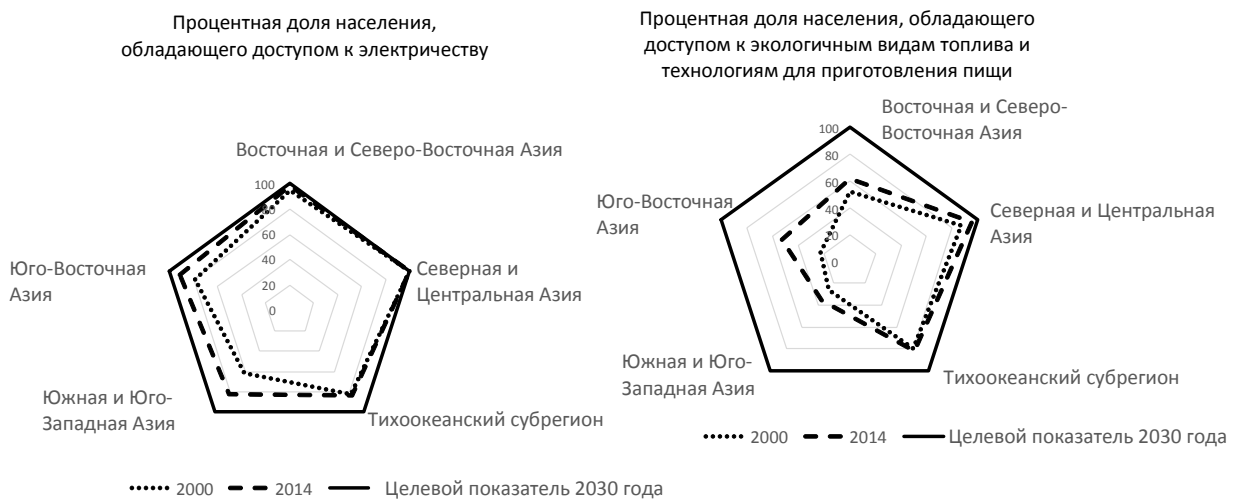 Процентная доля населения,
обладающего доступом к электричеству
Восточная и Северо-Восточная Азия
100
80
60
40
20
0
Юго-Восточная
Азия
Северная и
Центральная Азия
Южная и Юго-
Западная Азия
Тихоокеанский субрегион
2000
2014
Целевой показатель 2030 года
Процентная доля населения, обладающего
доступом к экологичным видам топлива и
технологиям для приготовления пищи
Восточная и Северо-
Восточная Азия
100
80
60
40
20
0
Юго-Восточная
Азия
Северная и Центральная
Азия
Южная и Юго-
Западная Азия
Тихоокеанский субрегион
2000
2014
Целевой показатель 2030 года